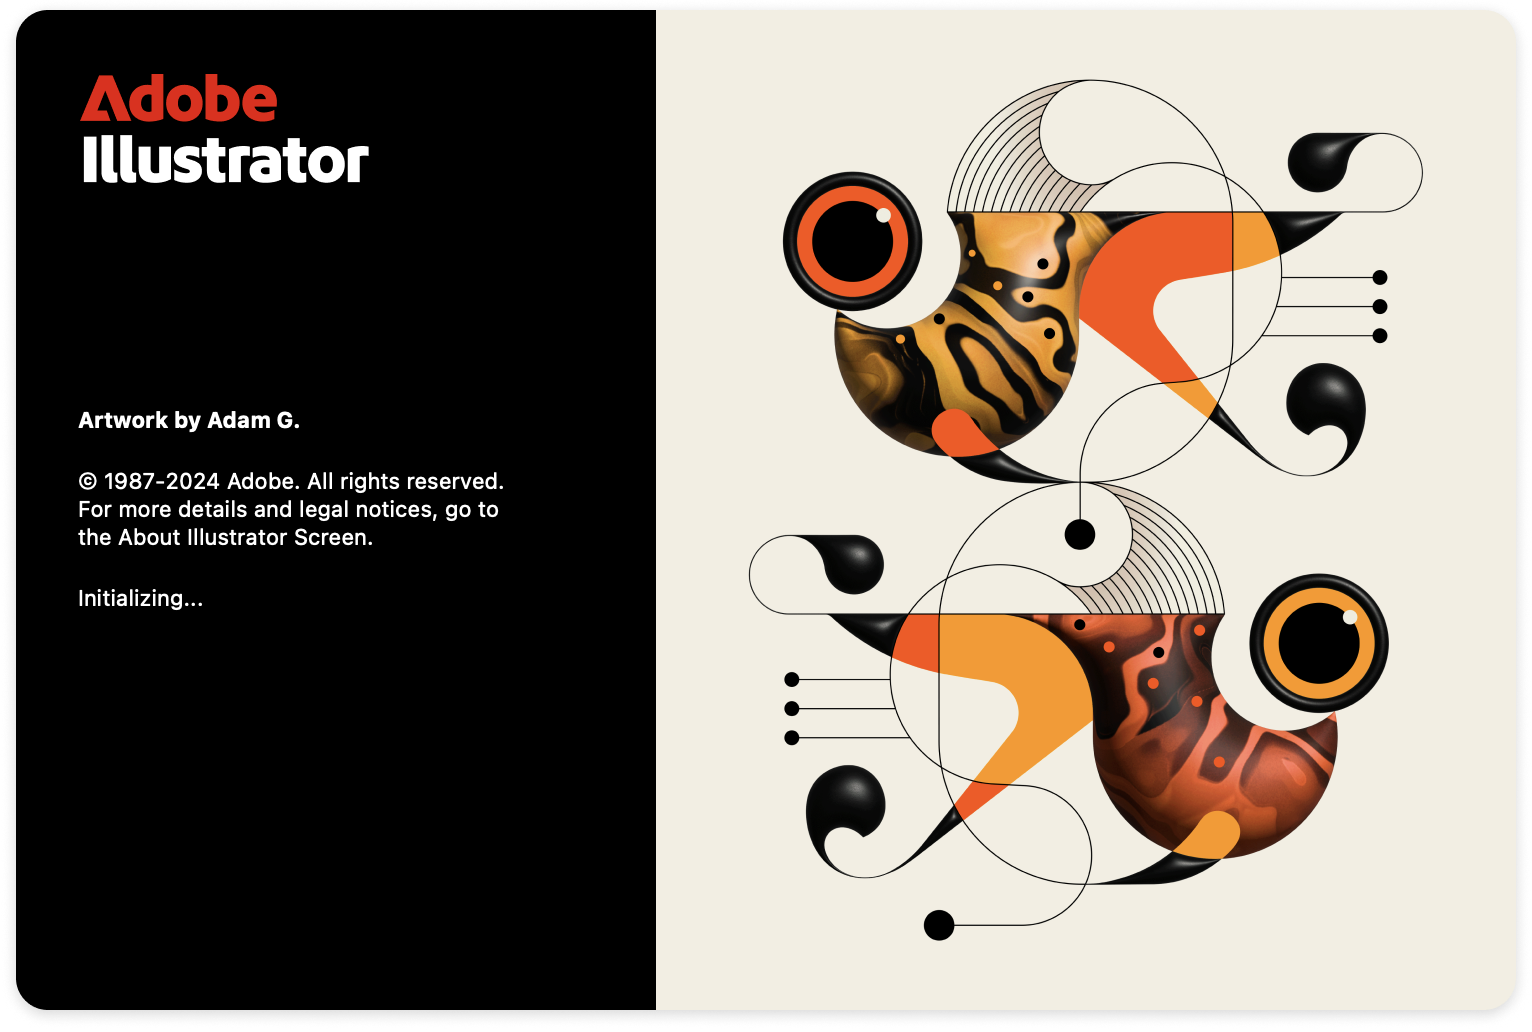 Adobe
Illustrator
Artwork by Adam G.
© 1987-2024 Adobe. All rights reserved.
For more details and legal notices, go to
the About Illustrator Screen.
Initializing...